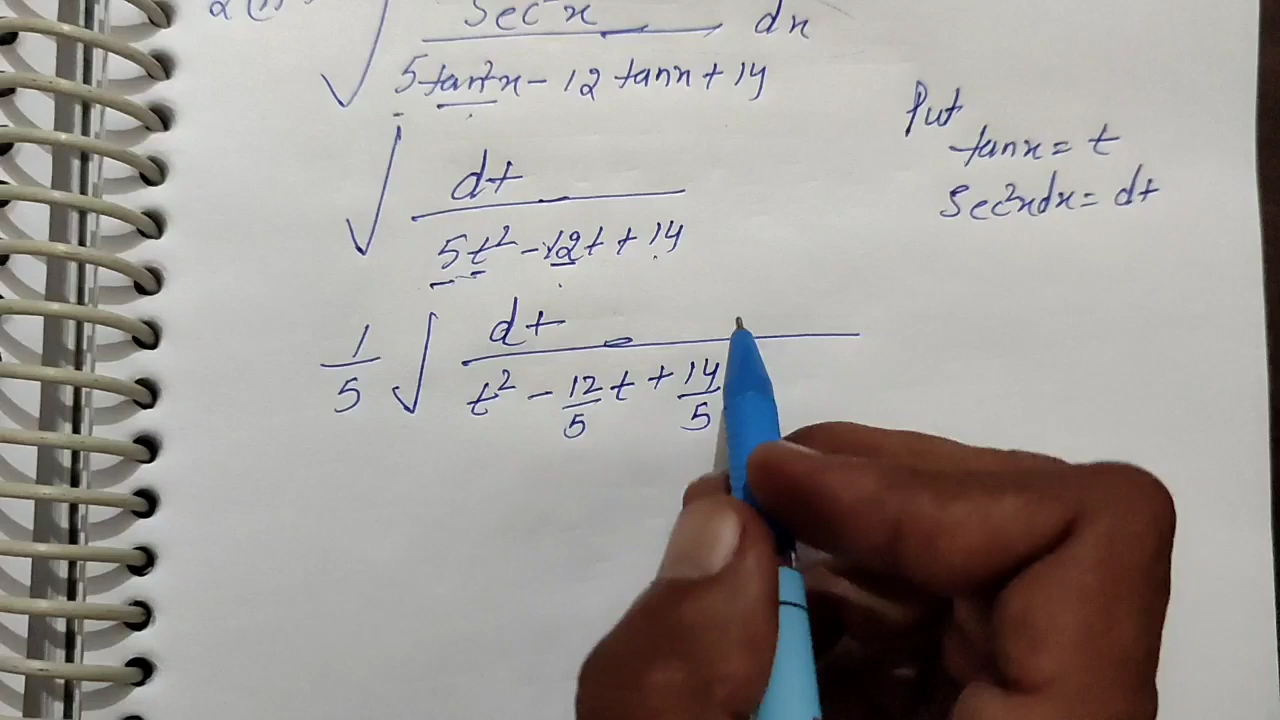 sec²x dx
5tan²x - 12 tanx + 14
Put
tanx = t
sec²xdx = dt
∫ dt
5t² - 12t + 14
1/5 ∫ dt
t² - 12/5 t + 14/5